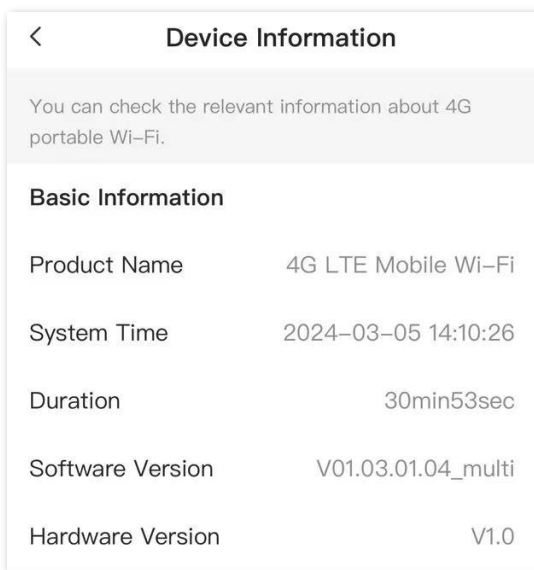 Device Information
You can check the relevant information about 4G
portable Wi-Fi.
Basic Information
Product Name 4G LTE Mobile Wi-Fi
System Time 2024-03-05 14:10:26
Duration 30min53sec
Software Version V01.03.01.04_multi
Hardware Version V1.0